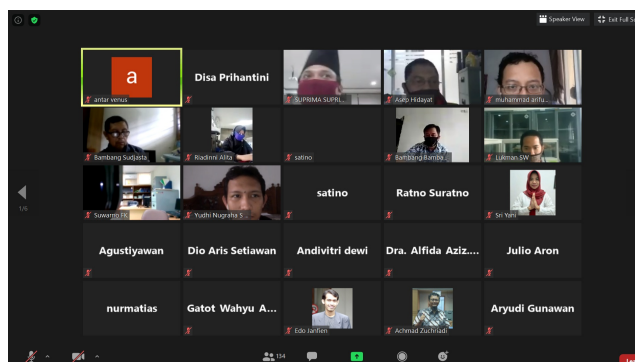 Speaker View
Exit Full
a
antar venus
Disa Prihantini
SUPRIMA SUPRI...
Asep Hidayat
muhammad arifu...
Bambang Sudjasta
Riadinni Alita
satino
Bambang Bamba...
Lukman SW
Suwarno FK
Yudhi Nugraha S...
satino
Ratno Suratno
Sri Yani
1/6
Agustiyawan
Dio Aris Setiawan
Andivitri dewi
Dra. Alfida Aziz....
Julio Aron
nurmatias
Gatot Wahyu A...
Edo Janfien
Achmad Zuchriadi
Aryudi Gunawan
134